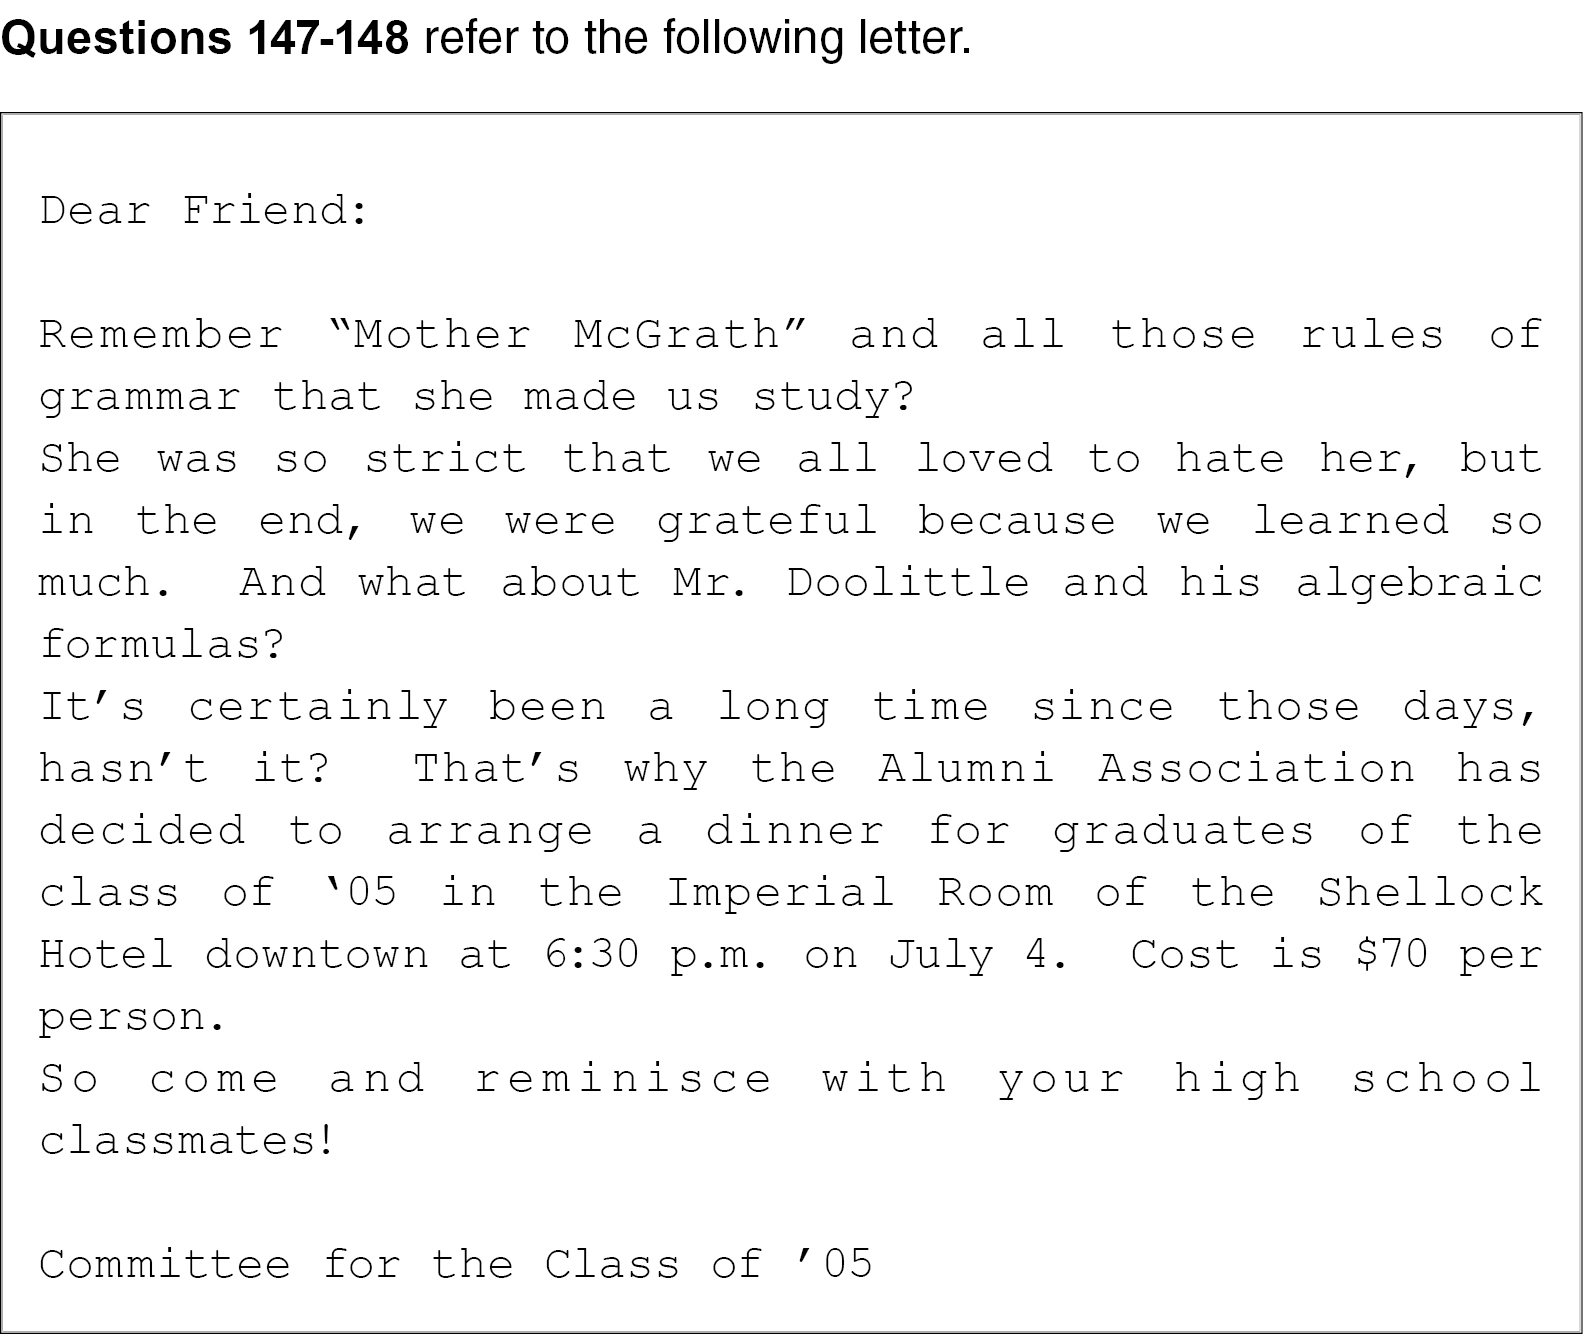 Questions 147-148 refer to the following letter.
Dear Friend:
Remember “Mother McGrath” and all those rules of
grammar that she made us study?
She was so strict that we all loved to hate her, but
in the end, we were grateful because we learned so
much. And what about Mr. Doolittle and his algebraic
formulas?
It’s certainly been a long time since those days,
hasn’t it? That’s why the Alumni Association has
decided to arrange a dinner for graduates of the
class of ‘05 in the Imperial Room of the Shellock
Hotel downtown at 6:30 p.m. on July 4. Cost is $70 per
person.
So come and reminisce with your high school
classmates!
Committee for the Class of ’05